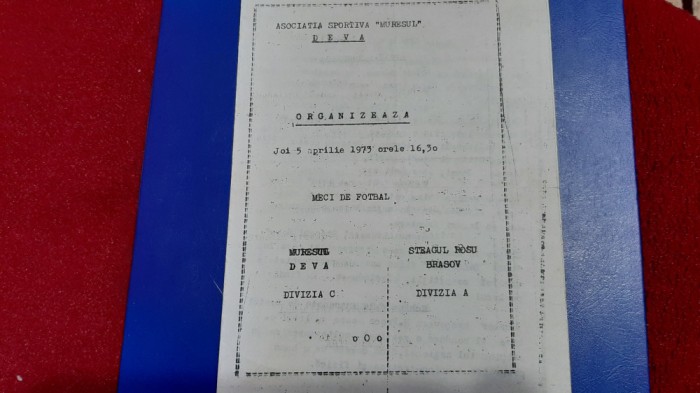 ASOCIATIA SPORTIVA "MURESUL"
D E V A
O R G A N I Z E A Z A
Joi 5 aprilie 1973 orele 16,30
MECI DE FOTBAL
MURESUL STEAGUL ROSU
D E V A BRASOV
DIVIZIA C DIVIZIA A
oOo